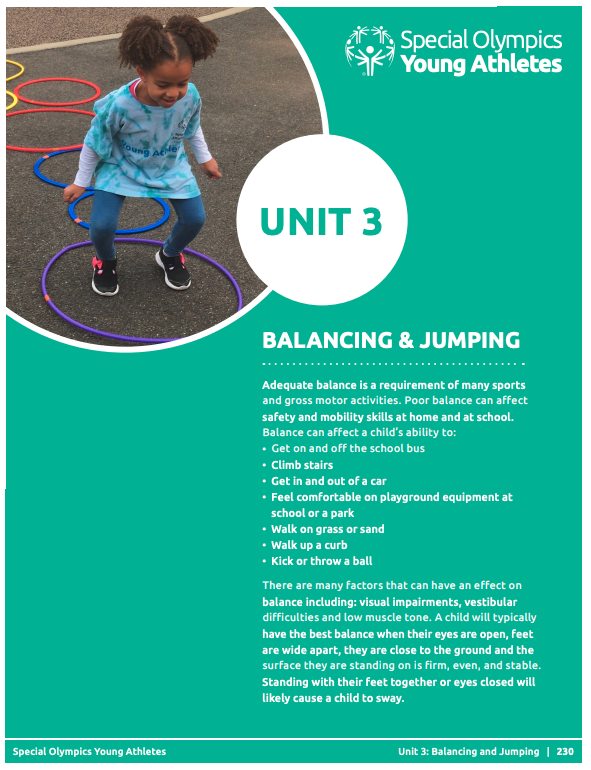 Special Olympics
Young Athletes
Young Athlet
UNIT 3
BALANCING & JUMPING
Adequate balance is a requirement of many sports
and gross motor activities. Poor balance can affect
safety and mobility skills at home and at school.
Balance can affect a child's ability to:
• Get on and off the school bus
• Climb stairs
• Get in and out of a car
• Feel comfortable on playground equipment at
school or a park
• Walk on grass or sand
• Walk up a curb
• Kick or throw a ball
There are many factors that can have an effect on
balance including: visual impairments, vestibular
difficulties and low muscle tone. A child will typically
have the best balance when their eyes are open, feet
are wide apart, they are close to the ground and the
surface they are standing on is firm, even, and stable.
Standing with their feet together or eyes closed will
likely cause a child to sway.
Special Olympics Young Athletes
Unit 3: Balancing and Jumping | 230